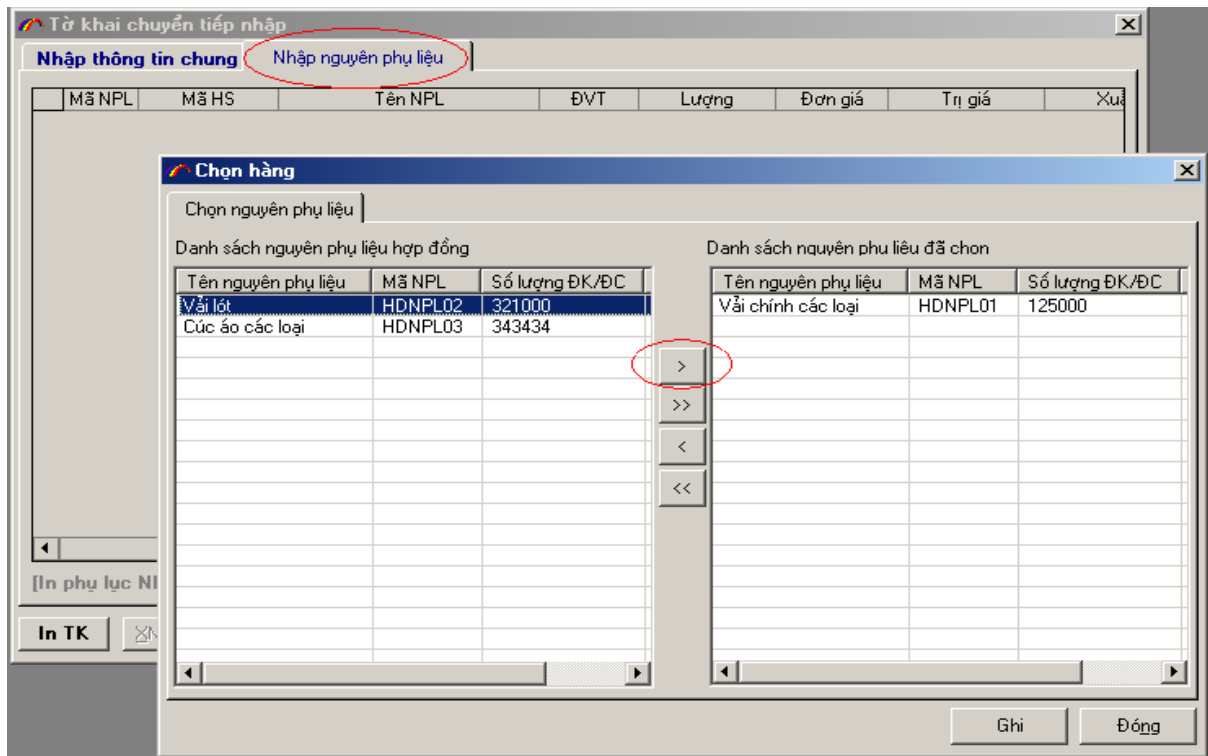 Tờ khai chuyển tiếp nhập
Nhập thông tin chung Nhập nguyên phụ liệu
Mã NPL Mã HS Tên NPL ĐVT Lượng Đơn giá Trị giá
Chọn hàng
Chọn nguyên phụ liệu
Danh sách nguyên phụ liệu hợp đồng Danh sách nguyên phụ liệu đã chọn
Tên nguyên phụ liệu Mã NPL Số lượng ĐK/ĐC Tên nguyên phụ liệu Mã NPL Số lượng ĐK/ĐC
Vải lót HDNPL02 321000 Vải chính các loại HDNPL01 125000
Cúc áo các loại HDNPL03 343434
>
>>
<
<<
[In phụ lục
In TK
Ghi Đóng